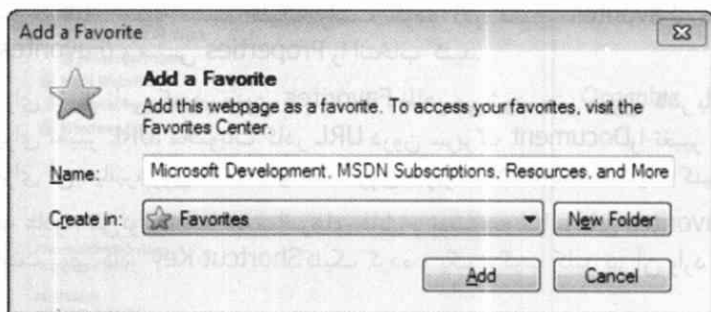 Add a Favorite
Add a Favorite
Add this webpage as a favorite. To access your favorites, visit the
Favorites Center.
Name: Microsoft Development, MSDN Subscriptions, Resources, and More
Create in: Favorites New Folder
Add Cancel